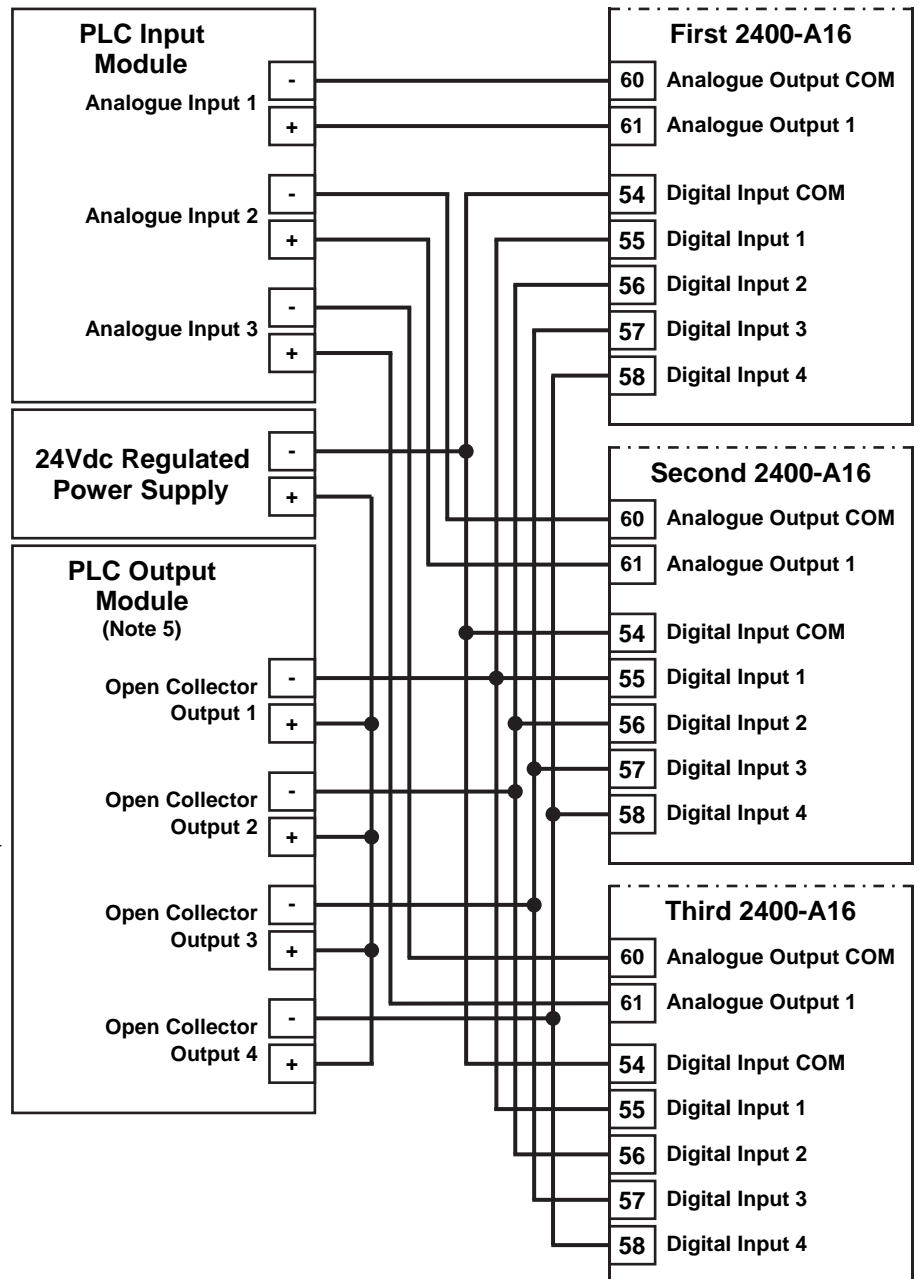 PLC Input
Module
Analogue Input 1
-
+
Analogue Input 2
-
+
Analogue Input 3
-
+
24Vdc Regulated
Power Supply
-
+
PLC Output
Module
(Note 5)
Open Collector
Output 1
-
+
Open Collector
Output 2
-
+
Open Collector
Output 3
-
+
Open Collector
Output 4
-
+
First 2400-A16
60 Analogue Output COM
61 Analogue Output 1
54 Digital Input COM
55 Digital Input 1
56 Digital Input 2
57 Digital Input 3
58 Digital Input 4
Second 2400-A16
60 Analogue Output COM
61 Analogue Output 1
54 Digital Input COM
55 Digital Input 1
56 Digital Input 2
57 Digital Input 3
58 Digital Input 4
Third 2400-A16
60 Analogue Output COM
61 Analogue Output 1
54 Digital Input COM
55 Digital Input 1
56 Digital Input 2
57 Digital Input 3
58 Digital Input 4